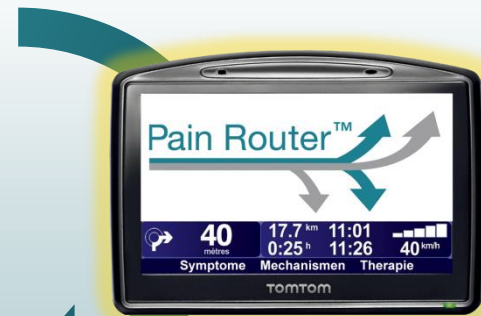 Pain Router™
40 17.7 km 11:01
mètres 0:25 h 11:26 40 km/h
Symptome Mechanismen Therapie
TOMTOM